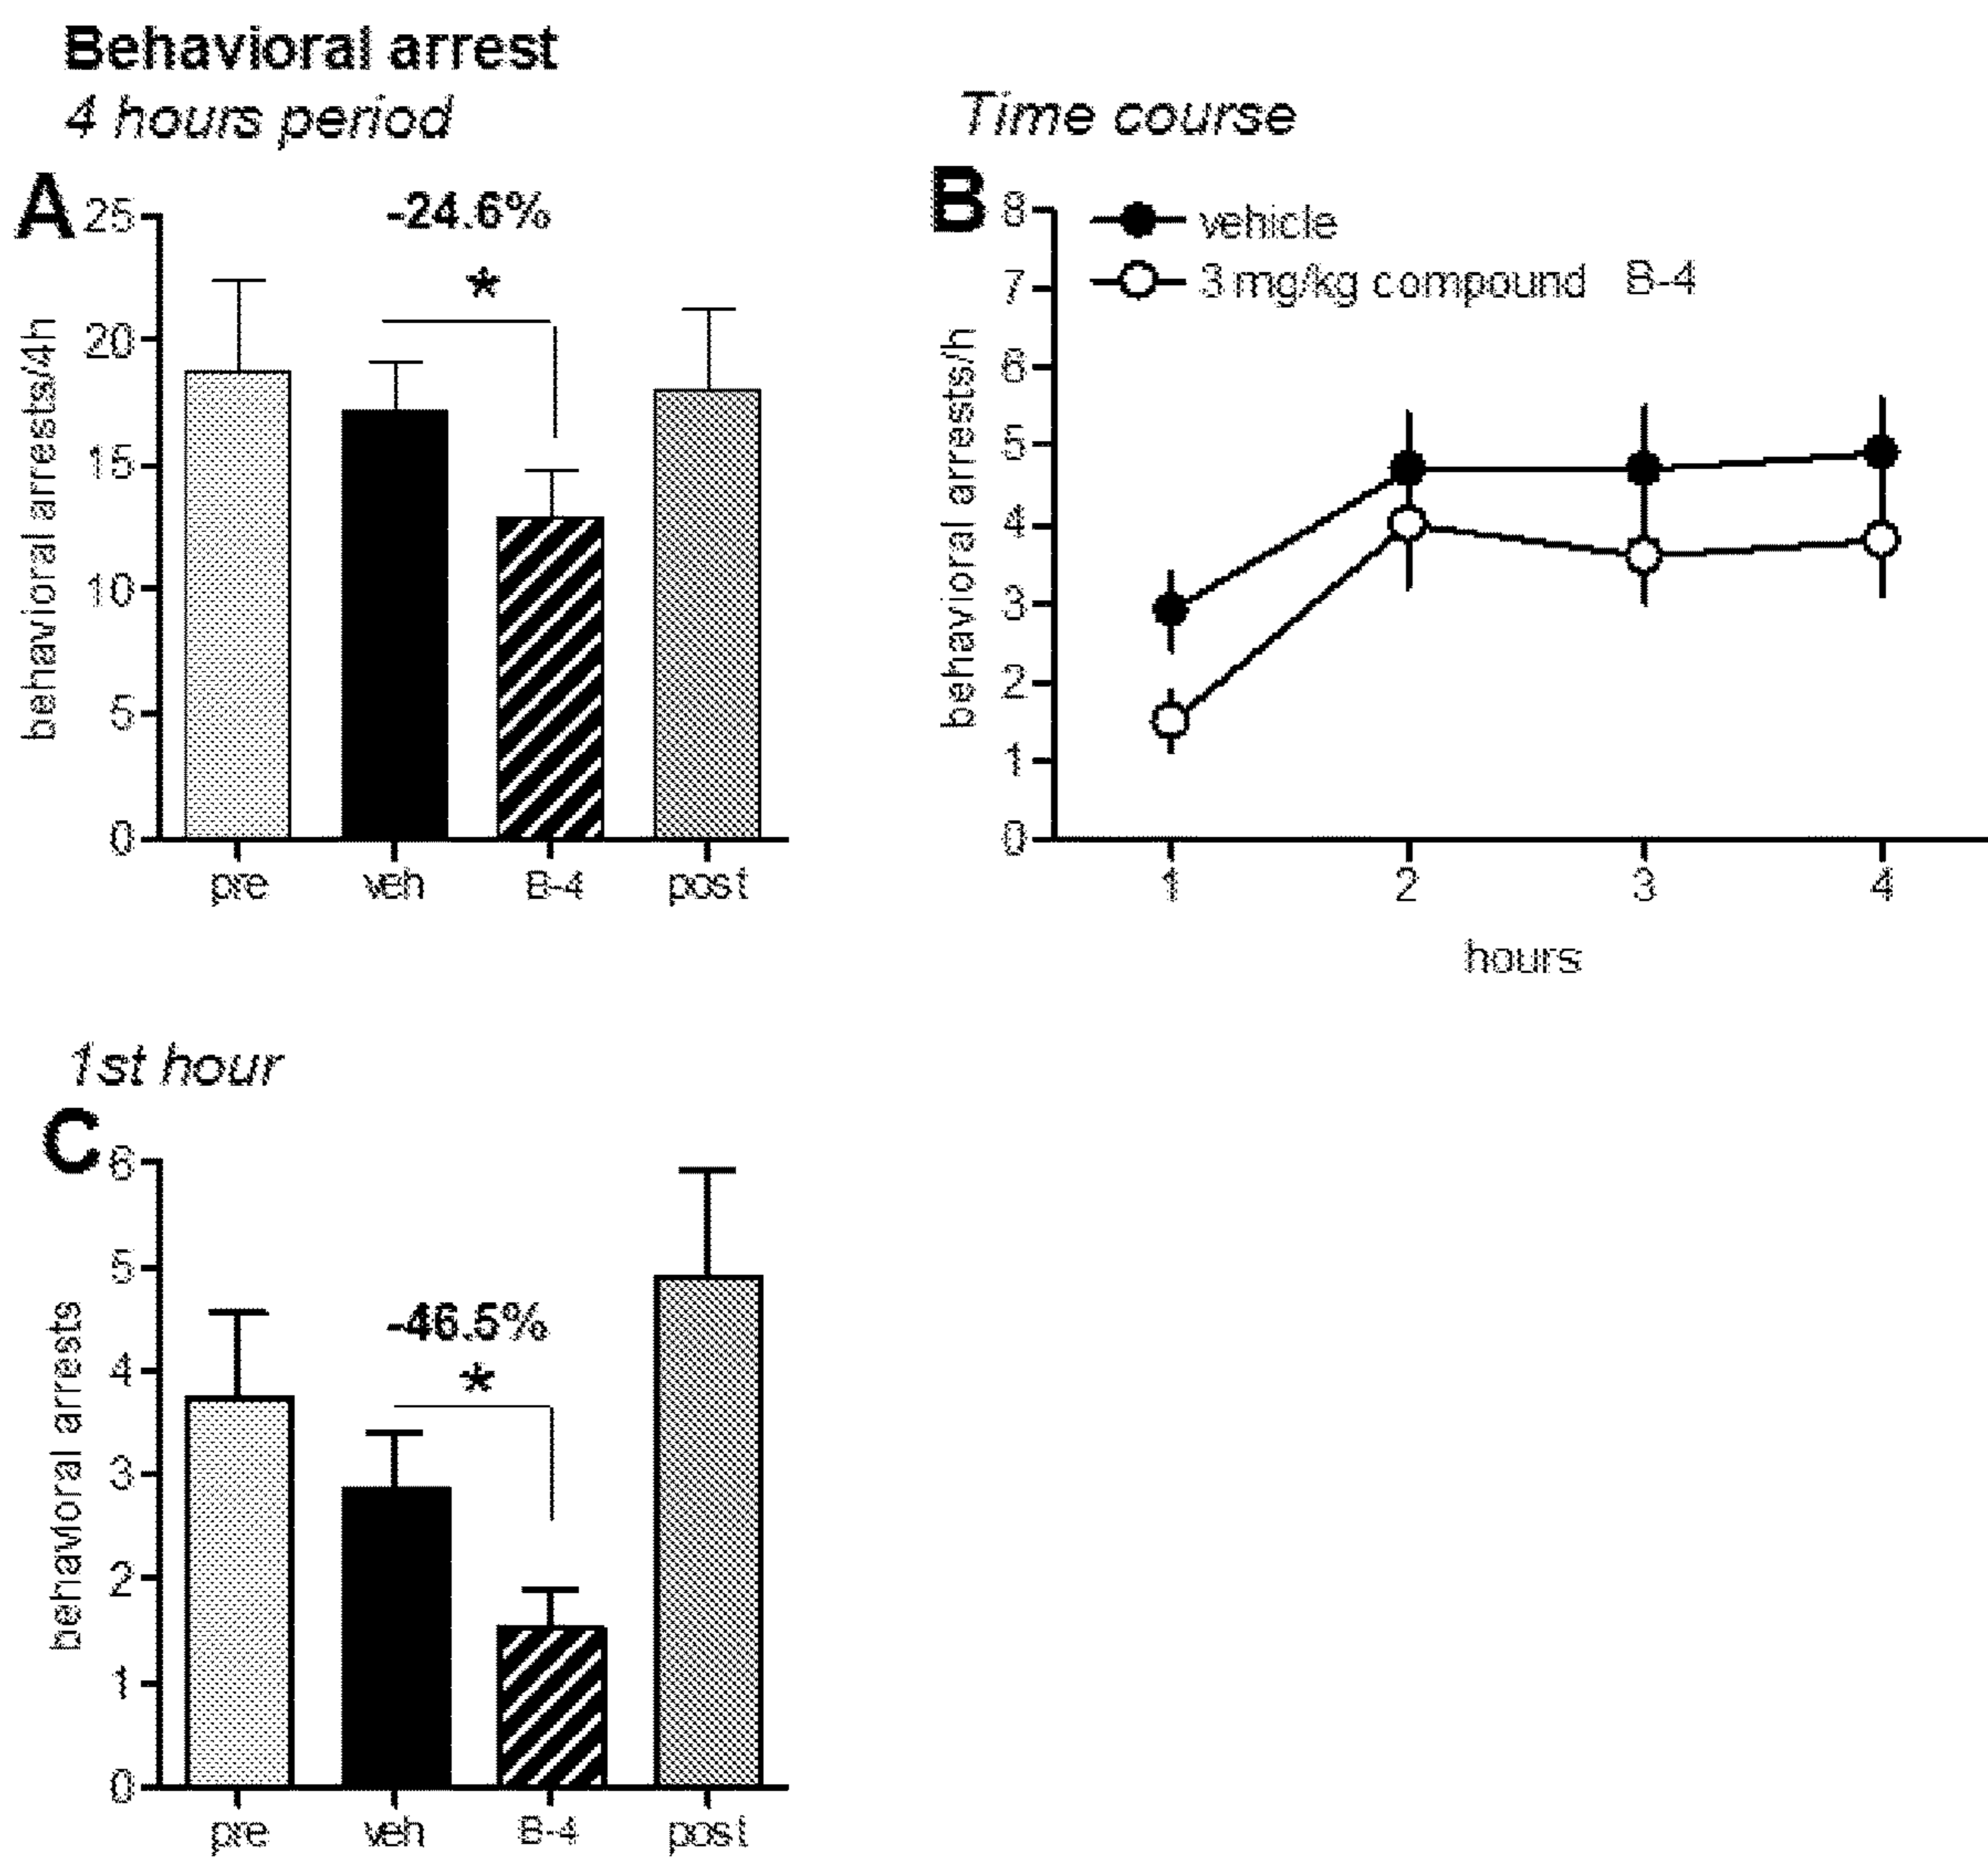 Behavioral arrest
4 hours period
A
-24.6%
*
25
20
15
10
5
0
behavioral arrests/4h
pre veh B-4 post
Time course
B
vehicle
3 mg/kg compound B-4
8
7
6
5
4
3
2
1
0
behavioral arrests/h
1 2 3 4
hours
1st hour
C
-46.5%
*
6
5
4
3
2
1
0
behavioral arrests
pre veh B-4 post